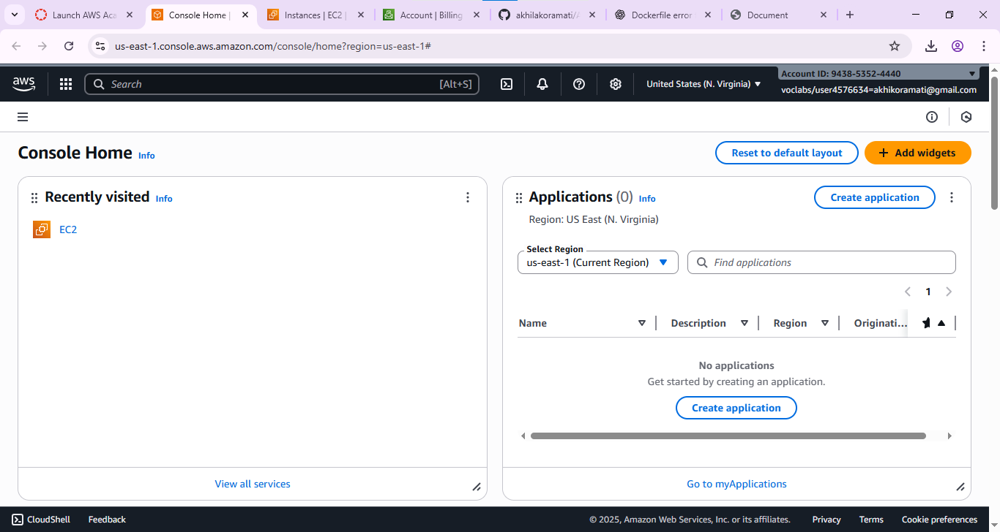 Launch AWS Aca
Console Home |
Instances | EC2 |
Account | Billing
akhilakoramati/A
Dockerfile error
Document
us-east-1.console.aws.amazon.com/console/home?region=us-east-1#
aws
Search
[Alt+S]
United States (N. Virginia)
Account ID: 9438-5352-4440
voclabs/user4576634=akhikoramati@gmail.com
Console Home
Info
Reset to default layout
Add widgets
Recently visited
Info
EC2
View all services
Applications (0)
Info
Create application
Region: US East (N. Virginia)
Select Region
us-east-1 (Current Region)
Find applications
1
Name
Description
Region
Originati...
No applications
Get started by creating an application.
Create application
Go to myApplications
CloudShell
Feedback
© 2025, Amazon Web Services, Inc. or its affiliates.
Privacy
Terms
Cookie preferences